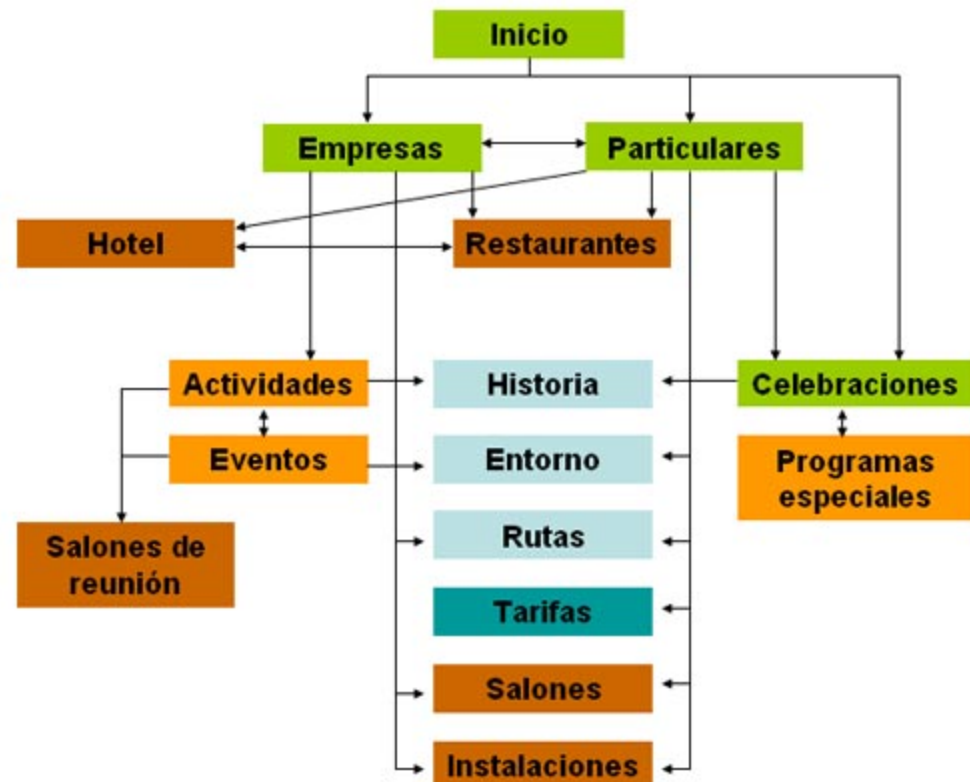 Inicio
Empresas
Particulares
Hotel
Restaurantes
Actividades
Historia
Celebraciones
Eventos
Entorno
Programas
especiales
Salones de
reunión
Rutas
Tarifas
Salones
Instalaciones